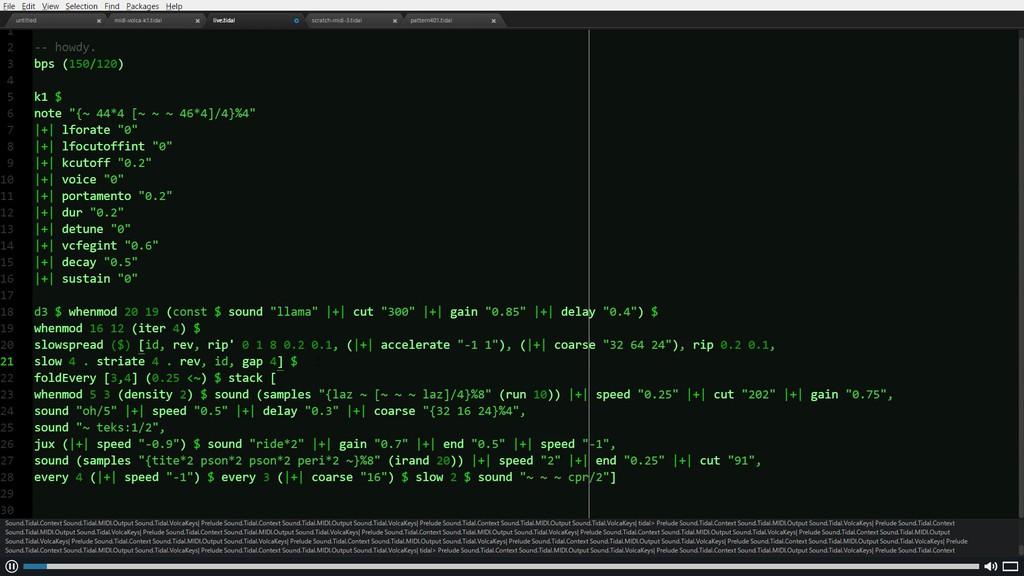 File Edit View Selection Find Packages Help
untitled × midi-volca-k1.tidal × live.tidal scratch-midi-3.tidal × pattern401.tidal ×
1
2 -- howdy.
3 bps (150/120)
4
5 k1 $
6 note "{~ 44*4 [~ ~ ~ 46*4]/4}%4"
7 |+| lforate "0"
8 |+| lfocutoffint "0"
9 |+| kcutoff "0.2"
10 |+| voice "0"
11 |+| portamento "0.2"
12 |+| dur "0.2"
13 |+| detune "0"
14 |+| vcfegint "0.6"
15 |+| decay "0.5"
16 |+| sustain "0"
17
18 d3 $ whenmod 20 19 (const $ sound "llama" |+| cut "300" |+| gain "0.85" |+| delay "0.4") $
19 whenmod 16 12 (iter 4) $
20 slowspread ($) [id, rev, rip' 0 1 8 0.2 0.1, (|+| accelerate "-1 1"), (|+| coarse "32 64 24"), rip 0.2 0.1,
21 slow 4 . striate 4 . rev, id, gap 4] $
22 foldEvery [3,4] (0.25 <~) $ stack [
23 whenmod 5 3 (density 2) $ sound (samples "{laz ~ [~ ~ ~ laz]/4}%8" (run 10)) |+| speed "0.25" |+| cut "202" |+| gain "0.75",
24 sound "oh/5" |+| speed "0.5" |+| delay "0.3" |+| coarse "{32 16 24}%4",
25 sound "~ teks:1/2",
26 jux (|+| speed "-0.9") $ sound "ride*2" |+| gain "0.7" |+| end "0.5" |+| speed "-1",
27 sound (samples "{tite*2 pson*2 pson*2 peri*2 ~}%8" (irand 20)) |+| speed "2" |+| end "0.25" |+| cut "91",
28 every 4 (|+| speed "-1") $ every 3 (|+| coarse "16") $ slow 2 $ sound "~ ~ ~ cpr/2"]
29
30
Sound.Tidal.Context Sound.Tidal.MIDI.Output Sound.Tidal.VolcaKeys| Prelude Sound.Tidal.Context Sound.Tidal.MIDI.Output Sound.Tidal.VolcaKeys| Prelude Sound.Tidal.Context Sound.Tidal.MIDI.Output Sound.Tidal.VolcaKeys| tidal> Prelude Sound.Tidal.Context Sound.Tidal.MIDI.Output Sound.Tidal.VolcaKeys| Prelude Sound.Tidal.Context
Sound.Tidal.MIDI.Output Sound.Tidal.VolcaKeys| Prelude Sound.Tidal.Context Sound.Tidal.MIDI.Output Sound.Tidal.VolcaKeys| Prelude Sound.Tidal.Context Sound.Tidal.MIDI.Output Sound.Tidal.VolcaKeys| Prelude Sound.Tidal.Context Sound.Tidal.MIDI.Output Sound.Tidal.VolcaKeys| Prelude Sound.Tidal.Context Sound.Tidal.MIDI.Output
Sound.Tidal.VolcaKeys| Prelude Sound.Tidal.Context Sound.Tidal.MIDI.Output Sound.Tidal.VolcaKeys| Prelude Sound.Tidal.Context Sound.Tidal.MIDI.Output Sound.Tidal.VolcaKeys| Prelude Sound.Tidal.Context Sound.Tidal.MIDI.Output Sound.Tidal.VolcaKeys| Prelude Sound.Tidal.Context Sound.Tidal.MIDI.Output Sound.Tidal.VolcaKeys| Prelude
Sound.Tidal.Context Sound.Tidal.MIDI.Output Sound.Tidal.VolcaKeys| tidal> Prelude Sound.Tidal.Context Sound.Tidal.MIDI.Output Sound.Tidal.VolcaKeys| Prelude Sound.Tidal.Context Sound.Tidal.MIDI.Output Sound.Tidal.VolcaKeys| Prelude Sound.Tidal.Context Sound.Tidal.MIDI.Output Sound.Tidal.VolcaKeys| Prelude Sound.Tidal.Context